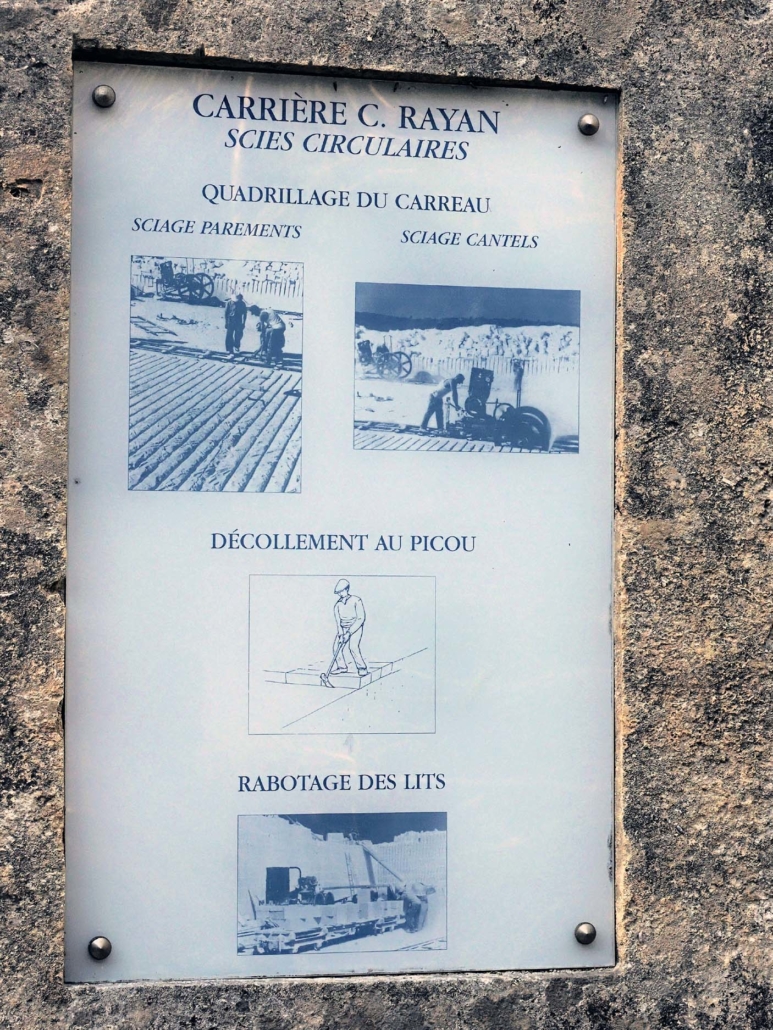 CARRIÈRE C. RAYAN
SCIES CIRCULAIRES
QUADRILLAGE DU CARREAU
SCIAGE PAREMENTS
SCIAGE CANTELS
DÉCOLLEMENT AU PICOU
RABOTAGE DES LITS